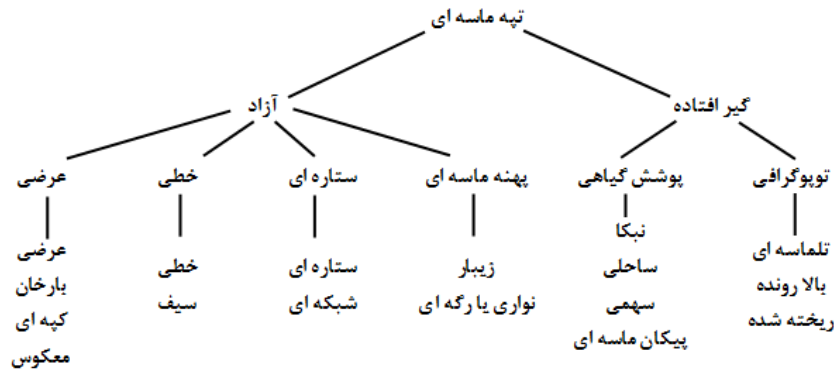 تپه ماسه ای
گیر افتاده
آزاد
توپوگرافی
پوشش گیاهی
پهنه ماسه ای
ستاره ای
خطی
عرضی
تلماسه ای
بالا رونده
ریخته شده
نبکا
ساحلی
سهمی
پیکان ماسه ای
زیبار
نواری یا رگه ای
ستاره ای
شبکه ای
خطی
سیف
عرضی
بارخان
کپه ای
معکوس